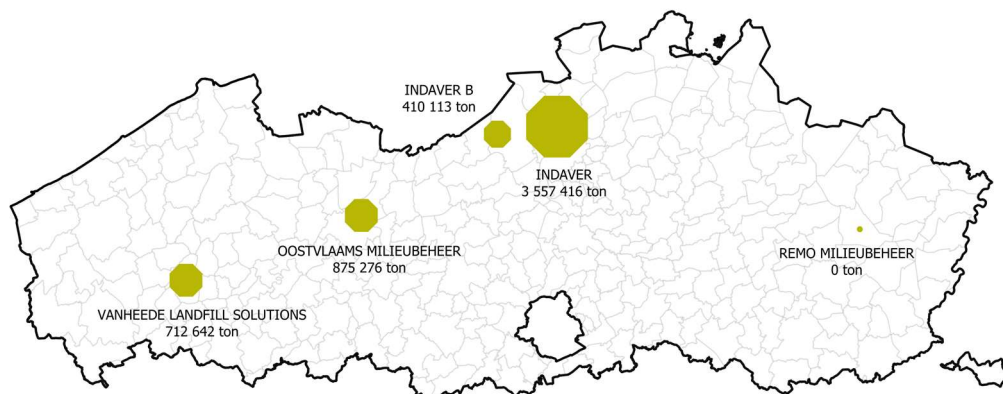 INDAVER B
410 113 ton
INDAVER
3 557 416 ton
OOSTVLAAMS MILIEUBEHEER
875 276 ton
REMO MILIEUBEHEER
0 ton
VANHEEDE LANDFILL SOLUTIONS
712 642 ton